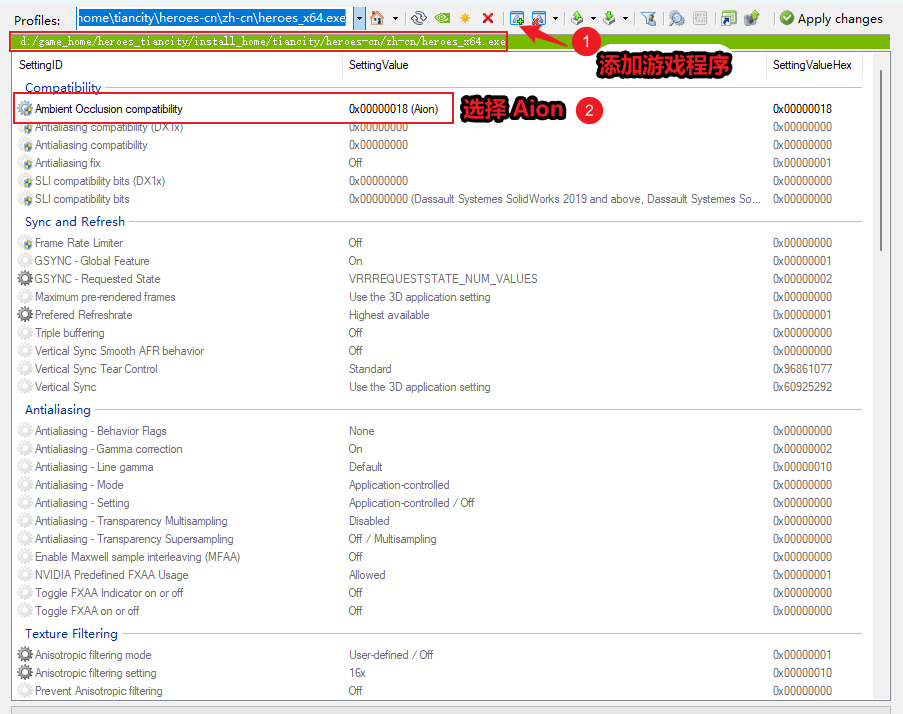 Profiles: home\tiancity\heroes-cn\zh-cn\heroes_x64.exe Apply changes
d:/game_home/heroes_tiancity/install_home/tiancity/heroes-cn/zh-cn/heroes_x64.exe
1
添加游戏程序
SettingID SettingValue SettingValueHex
Compatibility
Ambient Occlusion compatibility 0x00000018 (Aion) 0x00000018
选择 Aion 2
Antialiasing compatibility (DX1x) 0x00000000 0x00000000
Antialiasing compatibility 0x00000000 0x00000000
Antialiasing fix Off 0x00000001
SLI compatibility bits (DX1x) 0x00000000 0x00000000
SLI compatibility bits 0x00000000 (Dassault Systemes SolidWorks 2019 and above, Dassault Systemes So... 0x00000000
Sync and Refresh
Frame Rate Limiter Off 0x00000000
GSYNC - Global Feature On 0x00000001
GSYNC - Requested State VRRREQUESTSTATE_NUM_VALUES 0x00000002
Maximum pre-rendered frames Use the 3D application setting 0x00000000
Prefered Refreshrate Highest available 0x00000001
Triple buffering Off 0x00000000
Vertical Sync Smooth AFR behavior Off 0x00000000
Vertical Sync Tear Control Standard 0x96861077
Vertical Sync Use the 3D application setting 0x60925292
Antialiasing
Antialiasing - Behavior Flags None 0x00000000
Antialiasing - Gamma correction On 0x00000002
Antialiasing - Line gamma Default 0x00000010
Antialiasing - Mode Application-controlled 0x00000000
Antialiasing - Setting Application-controlled / Off 0x00000000
Antialiasing - Transparency Multisampling Disabled 0x00000000
Antialiasing - Transparency Supersampling Off / Multisampling 0x00000000
Enable Maxwell sample interleaving (MFAA) Off 0x00000000
NVIDIA Predefined FXAA Usage Allowed 0x00000001
Toggle FXAA Indicator on or off Off 0x00000000
Toggle FXAA on or off Off 0x00000000
Texture Filtering
Anisotropic filtering mode User-defined / Off 0x00000001
Anisotropic filtering setting 16x 0x00000010
Prevent Anisotropic filtering Off 0x00000000